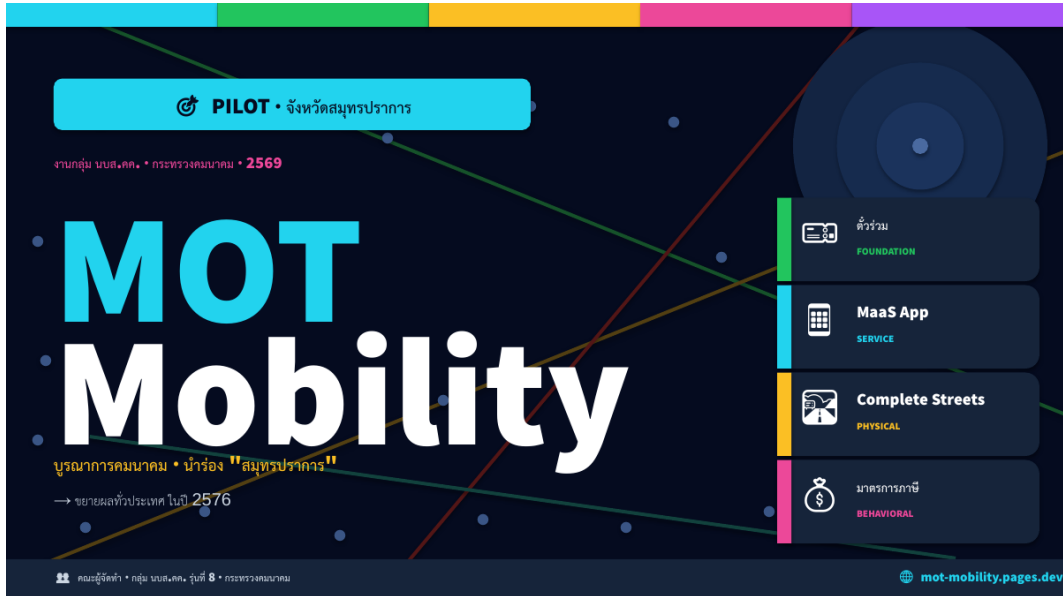 PILOT • จังหวัดสมุทรปราการ
งานกลุ่ม นบส.คค. • กระทรวงคมนาคม • 2569
MOT
Mobility
บูรณาการคมนาคม • นำร่อง "สมุทรปราการ"
→ ขยายผลทั่วประเทศ ในปี 2576
ตั๋วร่วม
FOUNDATION
MaaS App
SERVICE
Complete Streets
PHYSICAL
มาตรการภาษี
BEHAVIORAL
คณะผู้จัดทำ • กลุ่ม นบส.คค. รุ่นที่ 8 • กระทรวงคมนาคม
mot-mobility.pages.dev